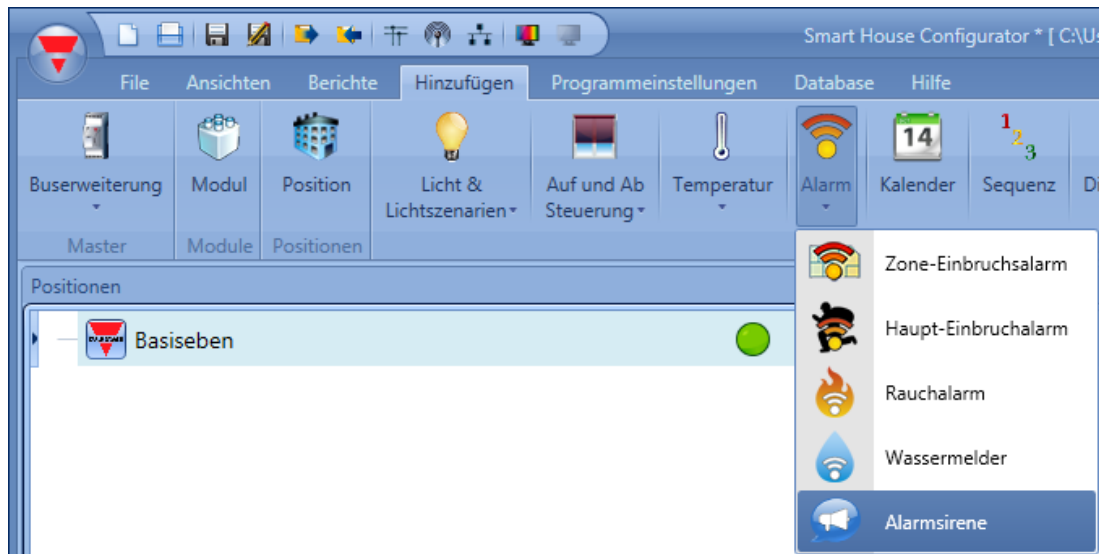 Smart House Configurator * [ C:\Us
File Ansichten Berichte Hinzufügen Programmeinstellungen Database Hilfe
14
1 2 3
Buserweiterung Modul Position Licht & Lichtszenarien Auf und Ab Steuerung Temperatur Alarm Kalender Sequenz Di
Master Module Positionen
Zone-Einbruchsalarm
Positionen
Haupt-Einbruchalarm
Basiseben
Rauchalarm
Wassermelder
Alarmsirene